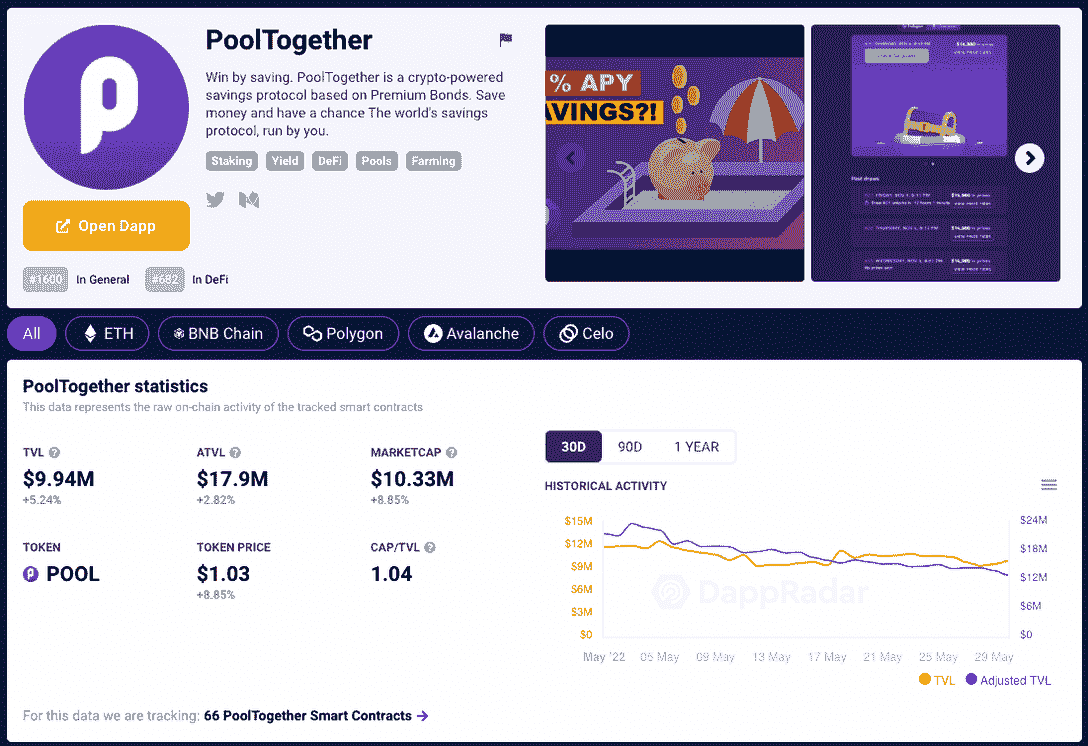 PoolTogether
Win by saving. PoolTogether is a crypto-powered
savings protocol based on Premium Bonds. Save
money and have a chance The world's savings
protocol, run by you.
Staking Yield DeFi Pools Farming
Open Dapp
In General In DeFi
% APY
AVINGS?!
Past draws
All ETH BNB Chain Polygon Avalanche Celo
PoolTogether statistics
This data represents the raw on-chain activity of the tracked smart contracts
TVL ? ATVL ? MARKETCAP ?
$9.94M $17.9M $10.33M
+5.24% +2.82% +8.85%
TOKEN TOKEN PRICE CAP/TVL ?
POOL $1.03 1.04
+8.85%
30D 90D 1 YEAR
HISTORICAL ACTIVITY
$15M $24M
$12M $18M
$9M $12M
$6M $6M
$3M
$0 $0
DappRadar
May '22 05 May 09 May 13 May 17 May 21 May 25 May 29 May
TVL Adjusted TVL
For this data we are tracking: 66 PoolTogether Smart Contracts →